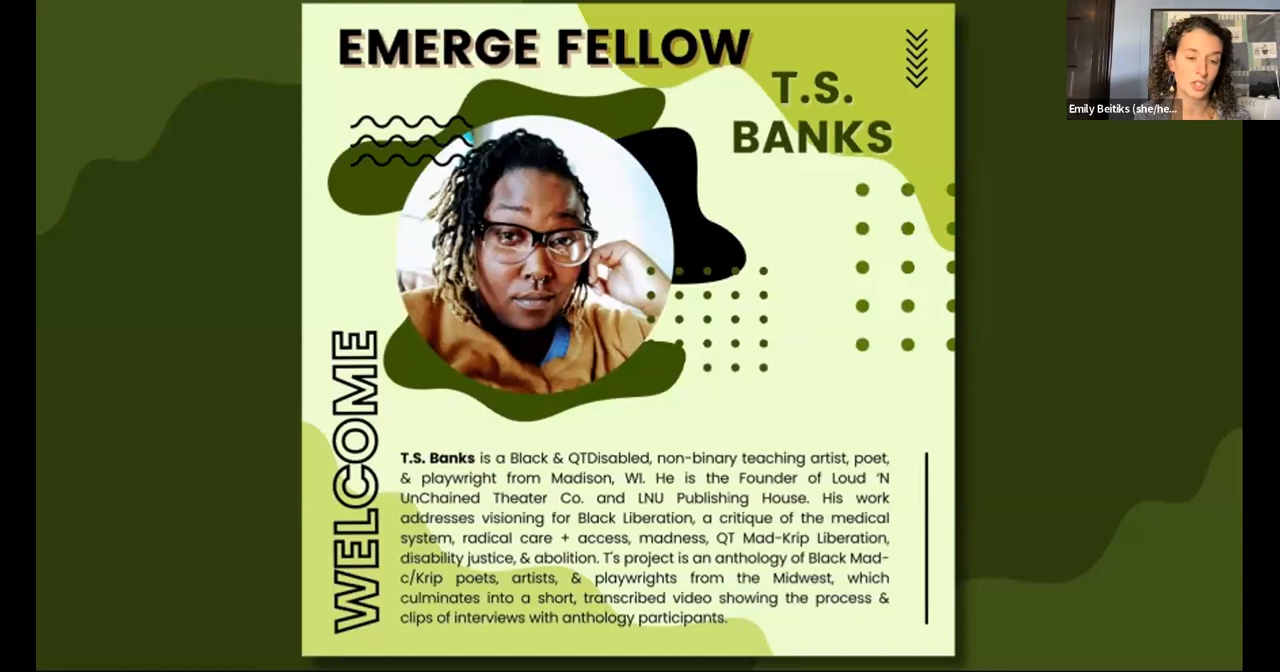 EMERGE FELLOW
T.S.
BANKS
Emily Beitiks (she/he...
WELCOME
T.S. Banks is a Black & QTDisabled, non-binary teaching artist, poet,
& playwright from Madison, WI. He is the Founder of Loud 'N
UnChained Theater Co. and LNU Publishing House. His work
addresses visioning for Black Liberation, a critique of the medical
system, radical care + access, madness, QT Mad-Krip Liberation,
disability justice, & abolition. T's project is an anthology of Black Mad-
c/Krip poets, artists, & playwrights from the Midwest, which
culminates into a short, transcribed video showing the process &
clips of interviews with anthology participants.